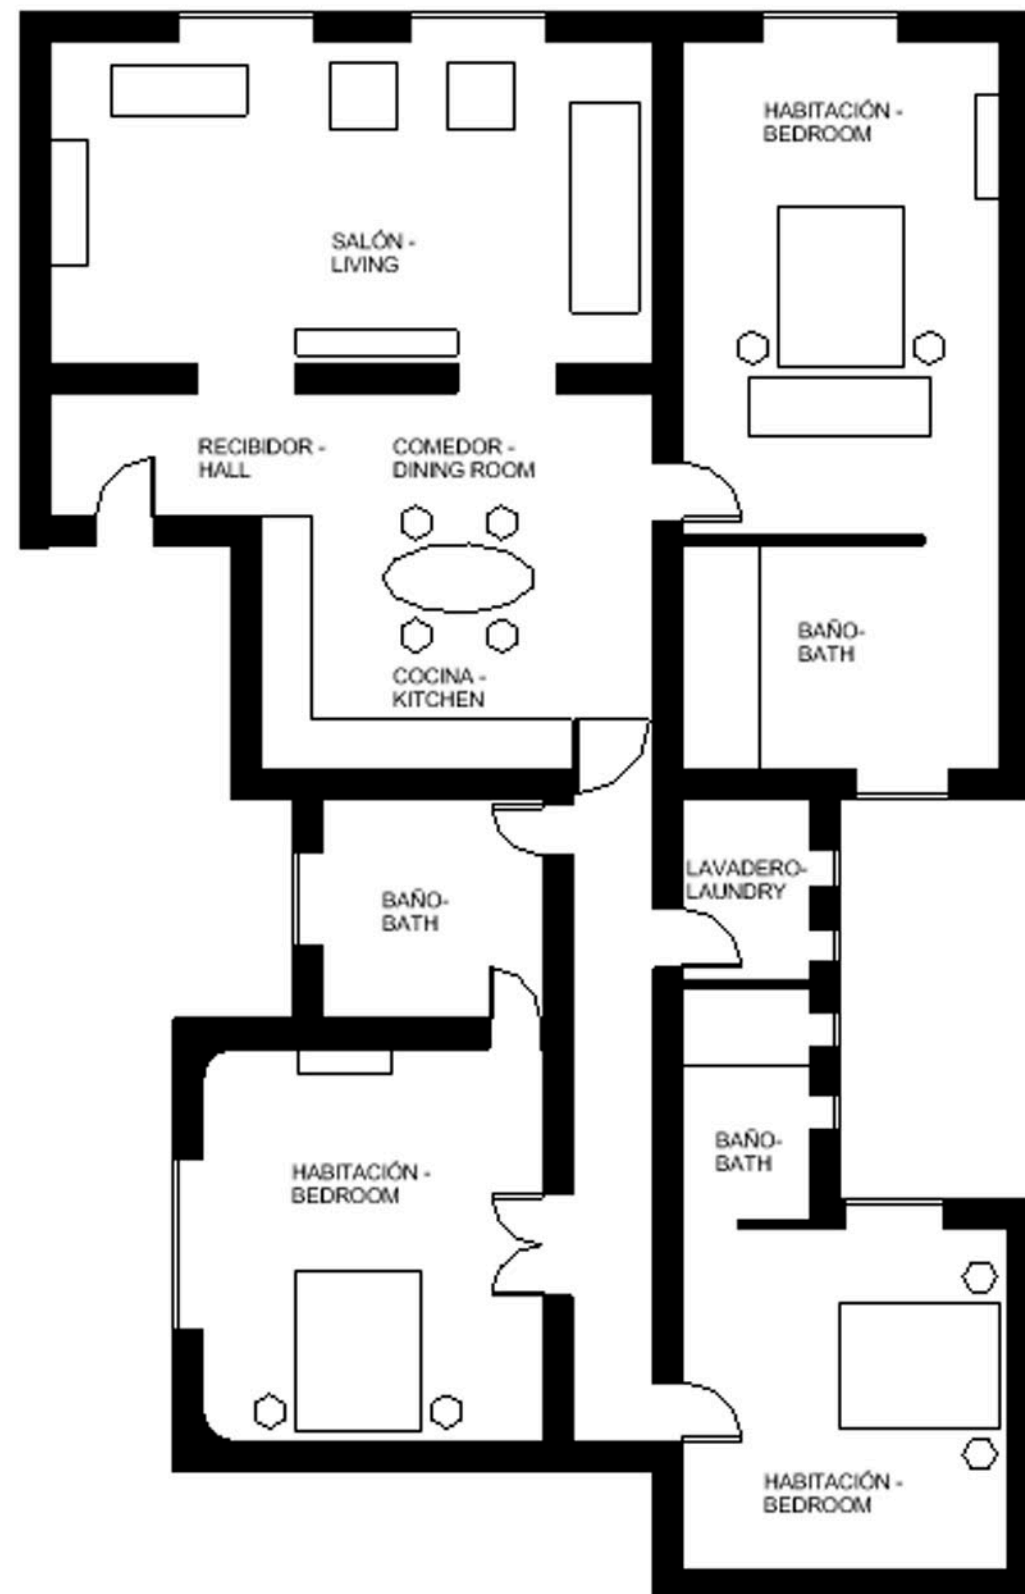 HABITACIÓN -
BEDROOM
SALÓN -
LIVING
RECIBIDOR -
HALL
COMEDOR -
DINING ROOM
BAÑO-
BATH
COCINA -
KITCHEN
LAVADERO-
LAUNDRY
BAÑO-
BATH
BAÑO-
BATH
HABITACIÓN -
BEDROOM
HABITACIÓN -
BEDROOM